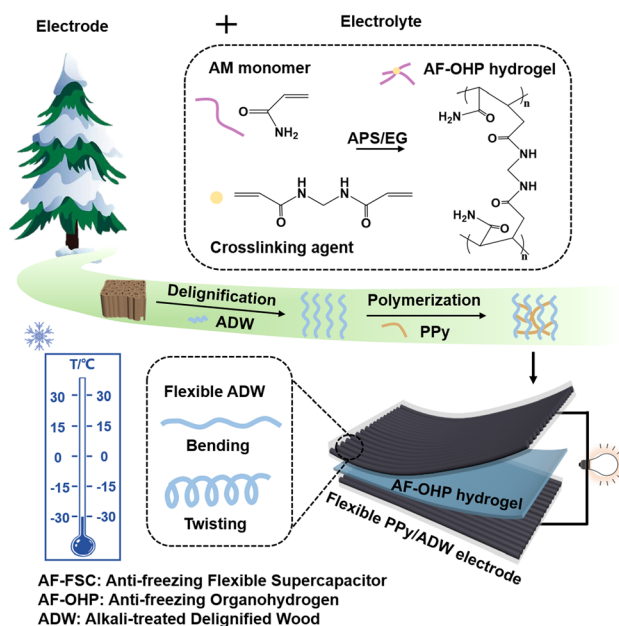 Electrode
+
Electrolyte
AM monomer
AF-OHP hydrogel
O
NH₂
APS/EG
H₂N
O
n
O
NH
NH
O
H₂N
O
n
H
N
H
N
O
O
Crosslinking agent
Delignification
ADW
Polymerization
PPy
T/℃
30 30
15 15
0 0
-15 -15
-30 -30
Flexible ADW
Bending
Twisting
AF-OHP hydrogel
Flexible PPy/ADW electrode
AF-FSC: Anti-freezing Flexible Supercapacitor
AF-OHP: Anti-freezing Organohydrogen
ADW: Alkali-treated Delignified Wood